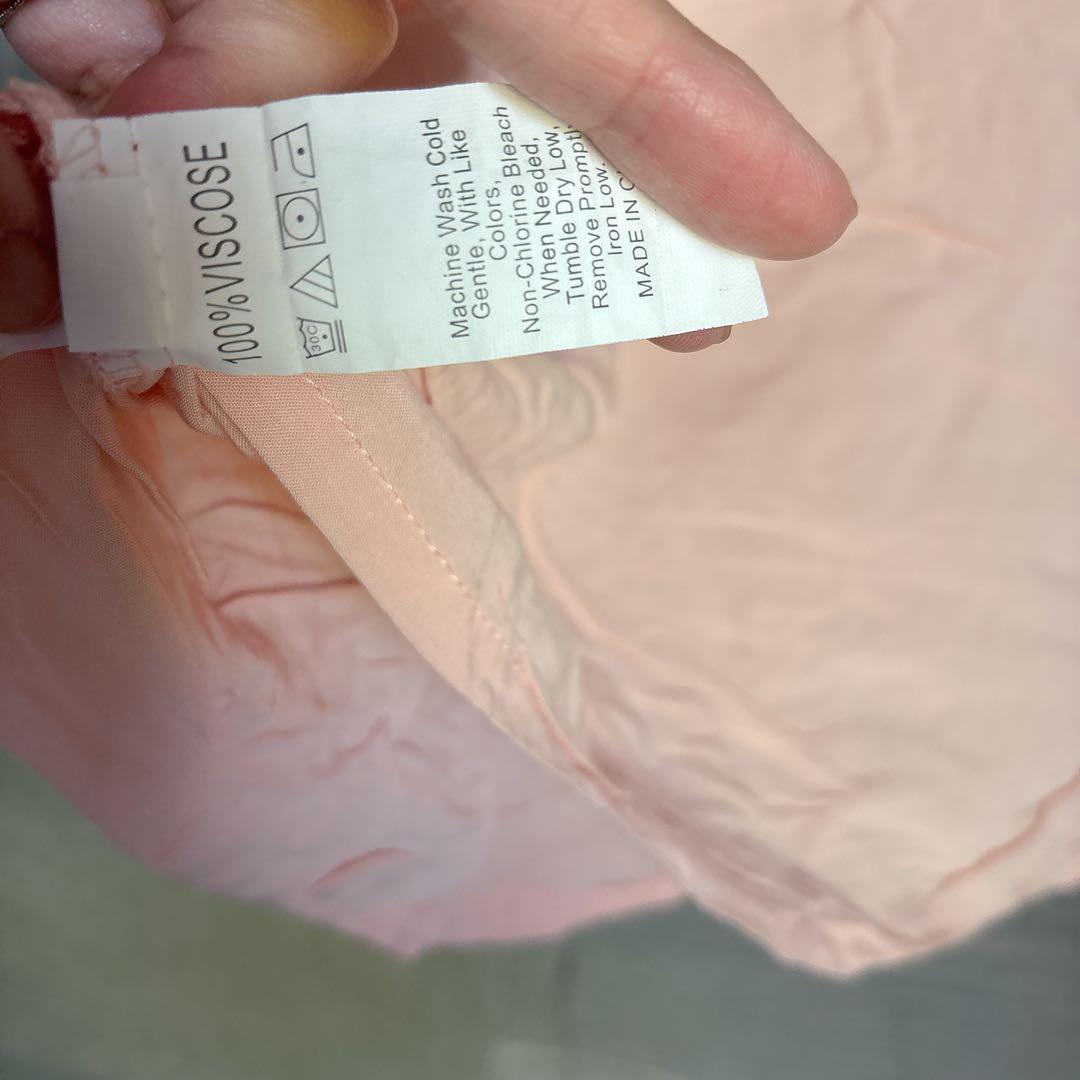 100%VISCOSE
30C
Machine Wash Cold
Gentle, With Like
Colors,
Non-Chlorine Bleach
When Needed,
Tumble Dry Low,
Remove
Iron Low.
MADE IN